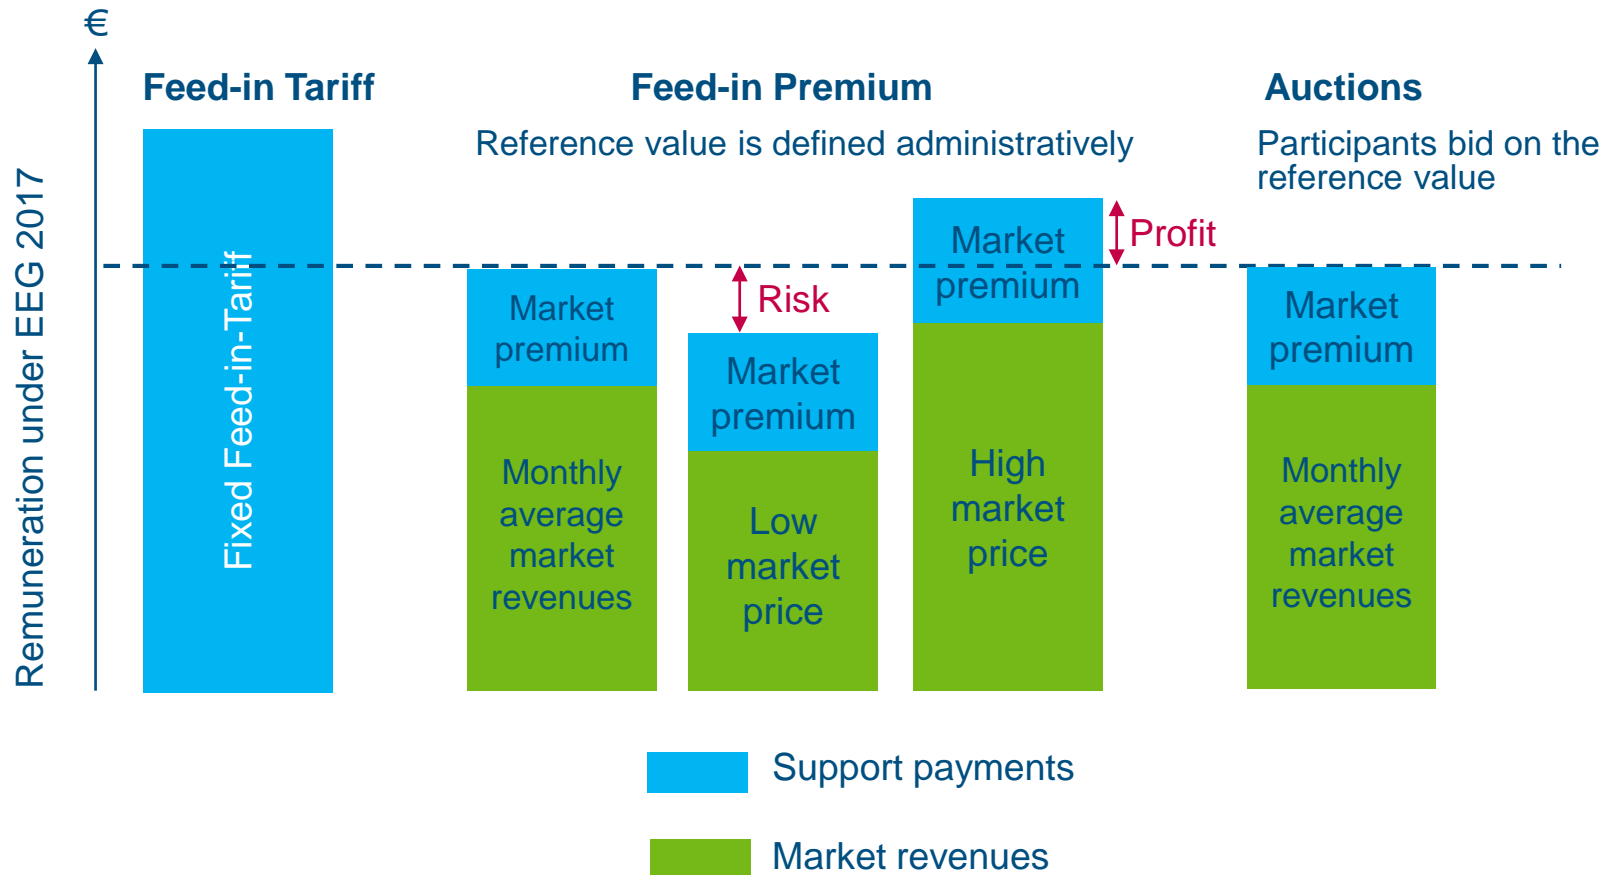 €
Remuneration under EEG 2017
Feed-in Tariff
Fixed Feed-in-Tariff
Feed-in Premium
Reference value is defined administratively
Market
premium
Monthly
average
market
revenues
Risk
Market
premium
Low
market
price
Profit
Market
premium
High
market
price
Auctions
Participants bid on the
reference value
Market
premium
Monthly
average
market
revenues
Support payments
Market revenues